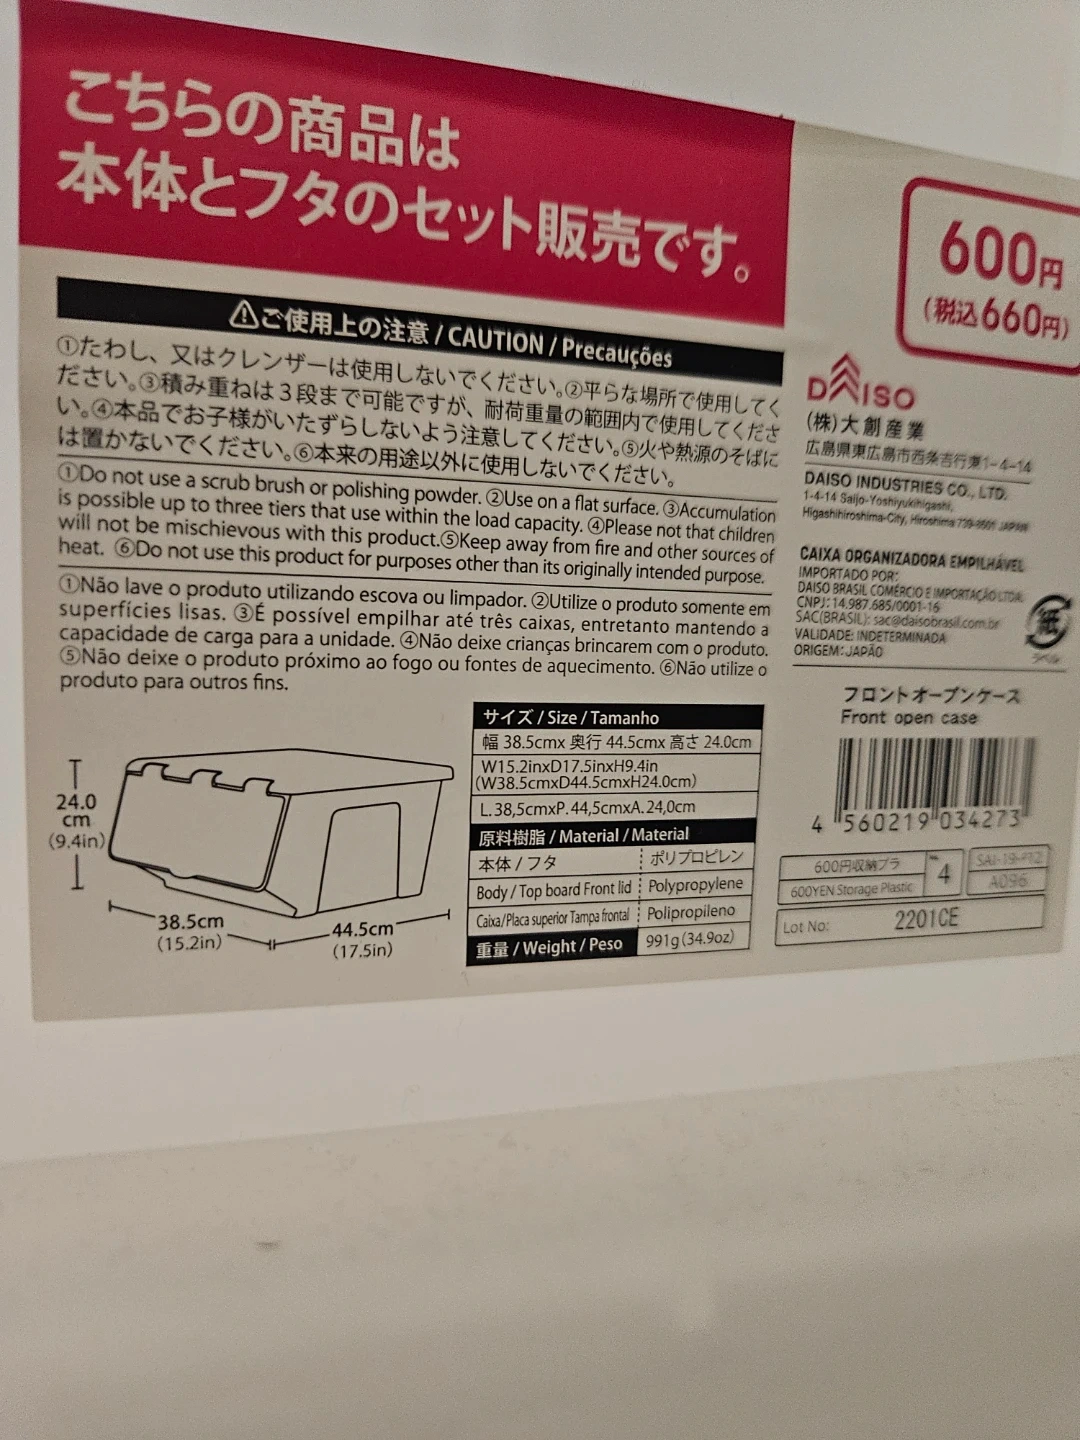 こちらの商品は
本体とフタのセット販売です。
600円
(税込660円)
⚠ご使用上の注意 / CAUTION / Precauções
①たわし、又はクレンザーは使用しないでください。②平らな場所で使用してく
ださい。③積み重ねは3段まで可能ですが、耐荷重量の範囲内で使用してくださ
い。④本品でお子様がいたずらしないよう注意してください。⑤火や熱源のそばに
は置かないでください。⑥本来の用途以外に使用しないでください。
①Do not use a scrub brush or polishing powder. ②Use on a flat surface. ③Accumulation
is possible up to three tiers that use within the load capacity. ④Please not that children
will not be mischievous with this product.⑤Keep away from fire and other sources of
heat. ⑥Do not use this product for purposes other than its originally intended purpose.
①Não lave o produto utilizando escova ou limpador. ②Utilize o produto somente em
superfícies lisas. ③É possível empilhar até três caixas, entretanto mantendo a
capacidade de carga para a unidade. ④Não deixe crianças brincarem com o produto.
⑤Não deixe o produto próximo ao fogo ou fontes de aquecimento. ⑥Não utilize o
produto para outros fins.
DAISO
(株)大創産業
広島県東広島市西条吉行東1-4-14
DAISO INDUSTRIES CO., LTD.
1-4-14 Saijo-Yoshiyukihigashi,
Higashihiroshima-City, Hiroshima 739-8501 JAPAN
CAIXA ORGANIZADORA EMPILHÁVEL
IMPORTADO POR:
DAISO BRASIL COMÉRCIO E IMPORTAÇÃO LTDA.
CNPJ: 14.987.685/0001-16
SAC(BRASIL): sac@daisobrasil.com.br
VALIDADE: INDETERMINADA
ORIGEM: JAPÃO
紙
ラベル
フロントオープンケース
Front open case
4 560219 034273
600円収納プラ
600YEN Storage Plastic
4
A096
Lot No: 2201CE
24.0
cm
(9.4in)
38.5cm
(15.2in)
44.5cm
(17.5in)
サイズ / Size / Tamanho
幅 38.5cmx 奥行 44.5cmx 高さ 24.0cm
W15.2inxD17.5inxH9.4in
(W38.5cmxD44.5cmxH24.0cm)
L.38,5cmxP.44,5cmxA.24,0cm
原料樹脂 / Material / Material
本体 / フタ ポリプロピレン
Body / Top board Front lid Polypropylene
Caixa/Placa superior Tampa frontal Polipropileno
重量 / Weight / Peso 991g(34.9oz)